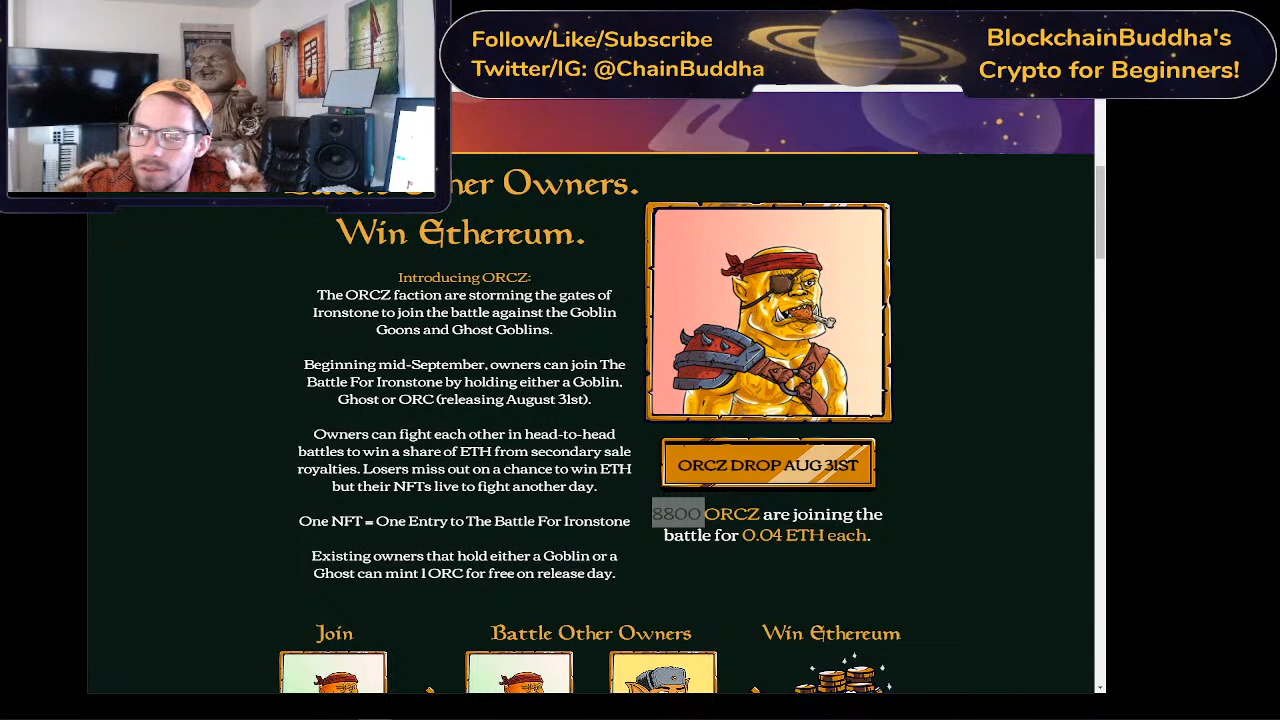 Follow/Like/Subscribe
Twitter/IG: @ChainBuddha
BlockchainBuddha's
Crypto for Beginners!
Other Owners.
Win Ethereum.
Introducing ORCZ:
The ORCZ faction are storming the gates of
Ironstone to join the battle against the Goblin
Goons and Ghost Goblins.
Beginning mid-September, owners can join The
Battle For Ironstone by holding either a Goblin,
Ghost or ORC (releasing August 31st).
Owners can fight each other in head-to-head
battles to win a share of ETH from secondary sale
royalties. Losers miss out on a chance to win ETH
but their NFTs live to fight another day.
One NFT = One Entry to The Battle For Ironstone
Existing owners that hold either a Goblin or a
Ghost can mint 1 ORC for free on release day.
ORCZ DROP AUG 31ST
8800 ORCZ are joining the
battle for 0.04 ETH each.
Join
Battle Other Owners
Win Ethereum